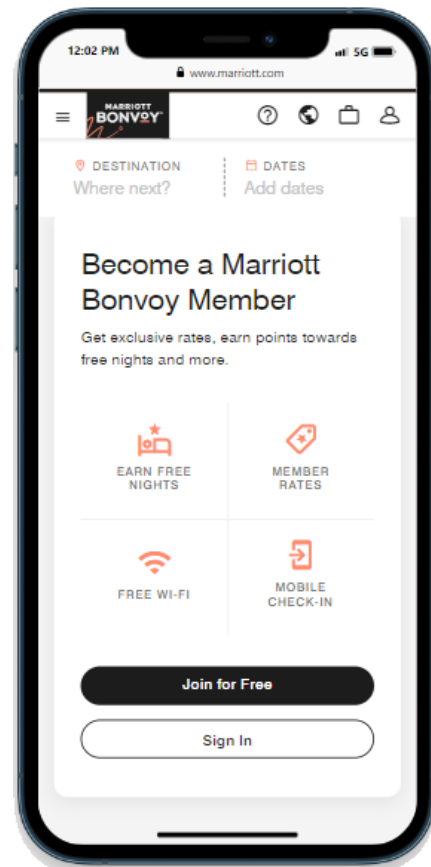 12:02 PM
5G
www.marriott.com
MARRIOTT
BONVOY
DESTINATION
DATES
Where next?
Add dates
Become a Marriott
Bonvoy Member
Get exclusive rates, earn points towards
free nights and more.
EARN FREE
NIGHTS
MEMBER
RATES
FREE WI-FI
MOBILE
CHECK-IN
Join for Free
Sign In